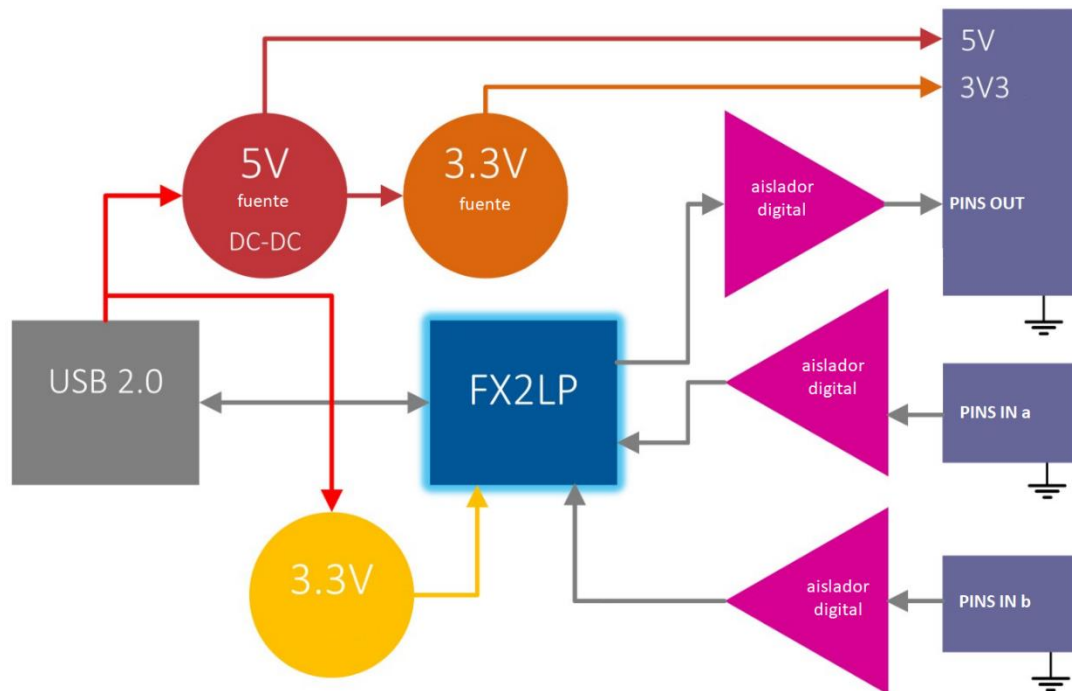 5V
3V3
5V
fuente
DC-DC
3.3V
fuente
aislador
digital
PINS OUT
USB 2.0
FX2LP
aislador
digital
PINS IN a
3.3V
aislador
digital
PINS IN b